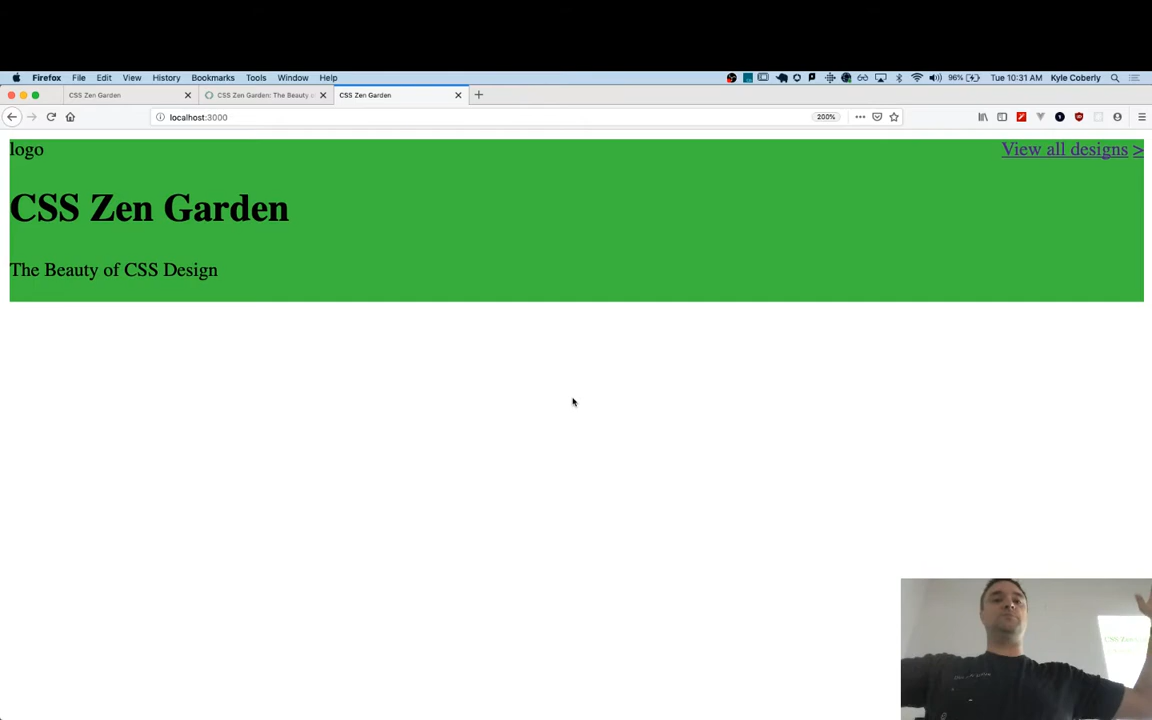 Firefox File Edit View History Bookmarks Tools Window Help 96% Tue 10:31 AM Kyle Coberly
CSS Zen Garden CSS Zen Garden: The Beauty o CSS Zen Garden
localhost:3000 200%
logo View all designs >
CSS Zen Garden
The Beauty of CSS Design